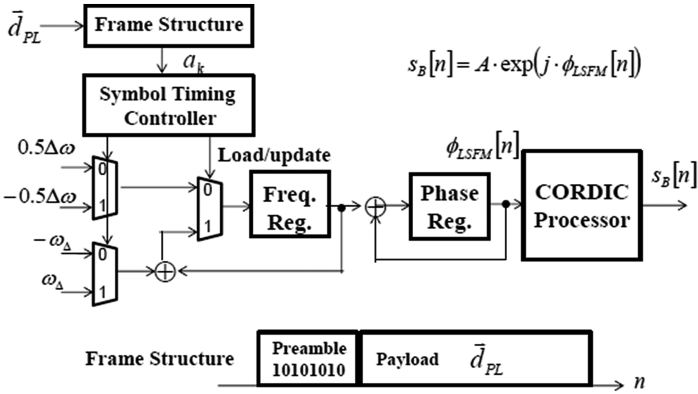 d⃗_PL
Frame Structure
a_k
s_B[n] = A·exp(j·ϕ_LSFM[n])
Symbol Timing
Controller
0.5Δω
0
Load/update
ϕ_LSFM[n]
-0.5Δω
1
0
1
Freq.
Reg.
Phase
Reg.
CORDIC
Processor
s_B[n]
-ω_Δ
0
ω_Δ
1
Frame Structure
Preamble
10101010
Payload d⃗_PL
n